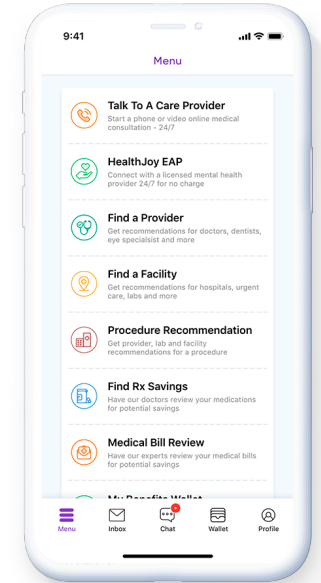 9:41
Menu
Talk To A Care Provider
Start a phone or video online medical
consultation - 24/7
HealthJoy EAP
Connect with a licensed mental health
provider 24/7 for no charge
Find a Provider
Get recommendations for doctors, dentists,
eye specialsist and more
Find a Facility
Get recommendations for hospitals, urgent
care, labs and more
Procedure Recommendation
Get provider, lab and facility
recommendations for a procedure
Find Rx Savings
Have our doctors review your medications
for potential savings
Medical Bill Review
Have our experts review your medical bills
for potential savings
My Benefits Wallet
Menu Inbox Chat Wallet Profile